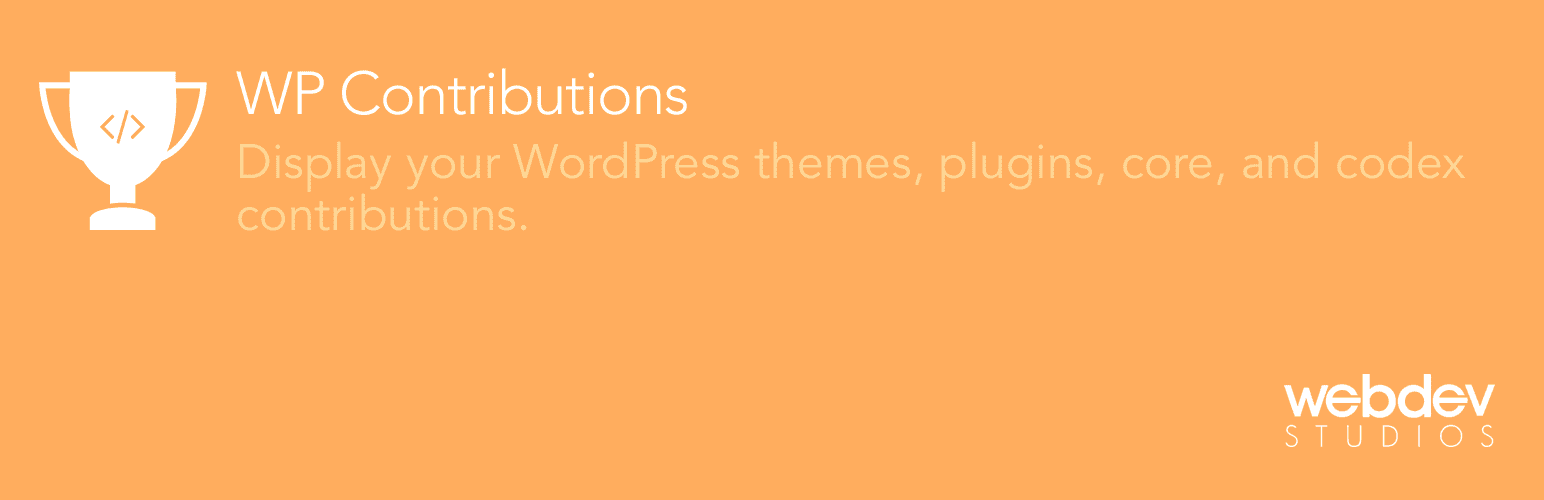 </>
WP Contributions
Display your WordPress themes, plugins, core, and codex
contributions.
webdev
STUDIOS